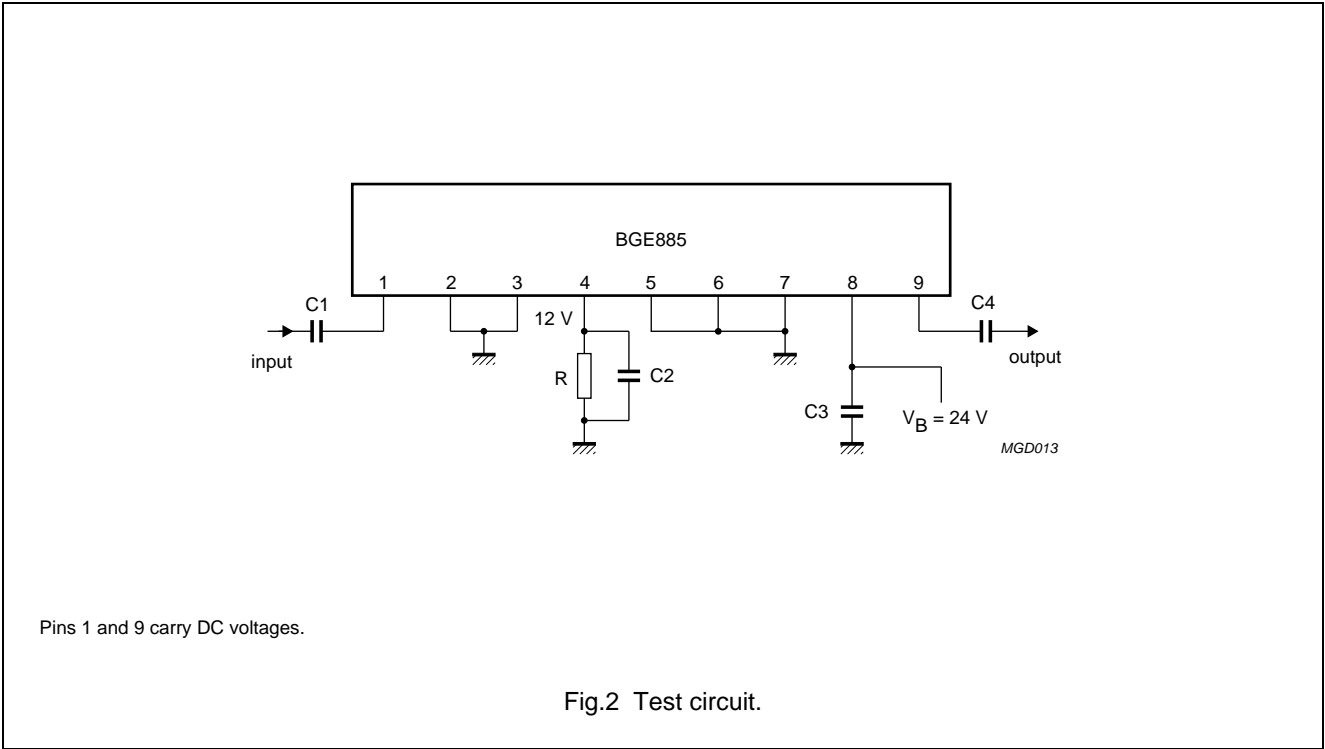 BGE885
1 2 3 4 5 6 7 8 9
C1
C4
12 V
input
output
R
C2
C3
V_B = 24 V
MGD013
Pins 1 and 9 carry DC voltages.
Fig.2 Test circuit.